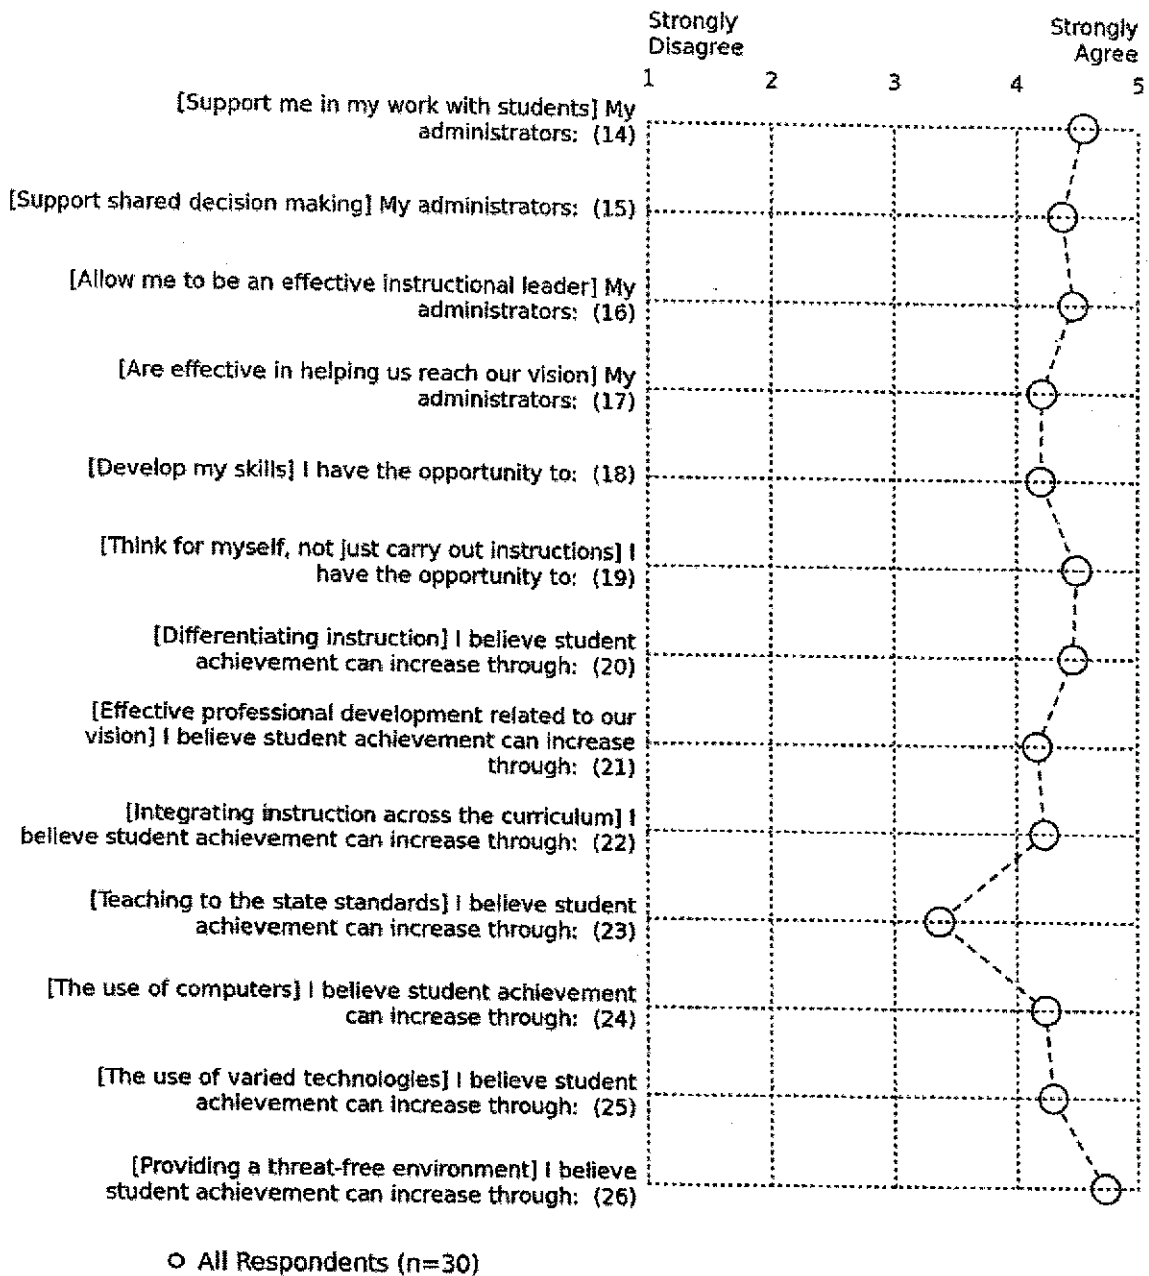 Strongly
Disagree
Strongly
Agree
1 2 3 4 5
[Support me in my work with students] My
administrators: (14)
[Support shared decision making] My administrators: (15)
[Allow me to be an effective instructional leader] My
administrators: (16)
[Are effective in helping us reach our vision] My
administrators: (17)
[Develop my skills] I have the opportunity to: (18)
[Think for myself, not just carry out instructions] I
have the opportunity to: (19)
[Differentiating instruction] I believe student
achievement can increase through: (20)
[Effective professional development related to our
vision] I believe student achievement can increase
through: (21)
[Integrating instruction across the curriculum] I
believe student achievement can increase through: (22)
[Teaching to the state standards] I believe student
achievement can increase through: (23)
[The use of computers] I believe student achievement
can increase through: (24)
[The use of varied technologies] I believe student
achievement can increase through: (25)
[Providing a threat-free environment] I believe
student achievement can increase through: (26)
All Respondents (n=30)